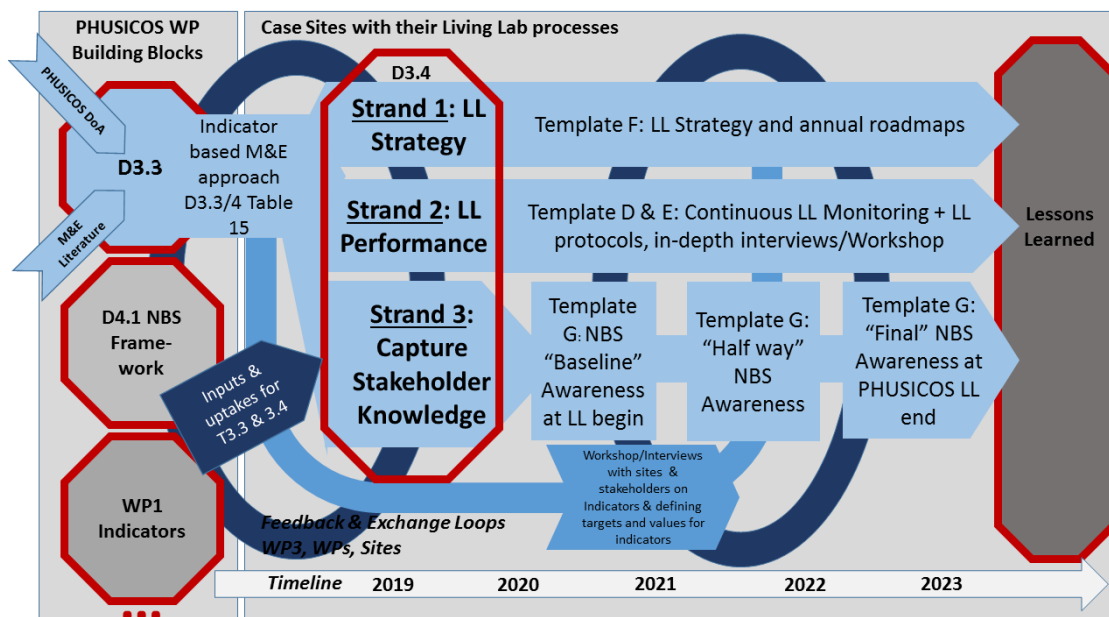 PHUSICOS WP
Building Blocks
Case Sites with their Living Lab processes
PHUSICOS DoA
D3.3
M&E
Literature
Indicator
based M&E
approach
D3.3/4 Table
15
D3.4
Strand 1: LL
Strategy
Template F: LL Strategy and annual roadmaps
Strand 2: LL
Performance
Template D & E: Continuous LL Monitoring + LL
protocols, in-depth interviews/Workshop
Lessons
Learned
D4.1 NBS
Frame-
work
Inputs &
uptakes for
T3.3 & 3.4
Strand 3:
Capture
Stakeholder
Knowledge
Template
G: NBS
“Baseline”
Awareness
at LL begin
Template G:
“Half way”
NBS
Awareness
Template G:
“Final” NBS
Awareness at
PHUSICOS LL
end
WP1
Indicators
Workshop/Interviews
with sites &
stakeholders on
Indicators & defining
targets and values for
indicators
Feedback & Exchange Loops
WP3, WPs, Sites
Timeline 2019 2020 2021 2022 2023
...